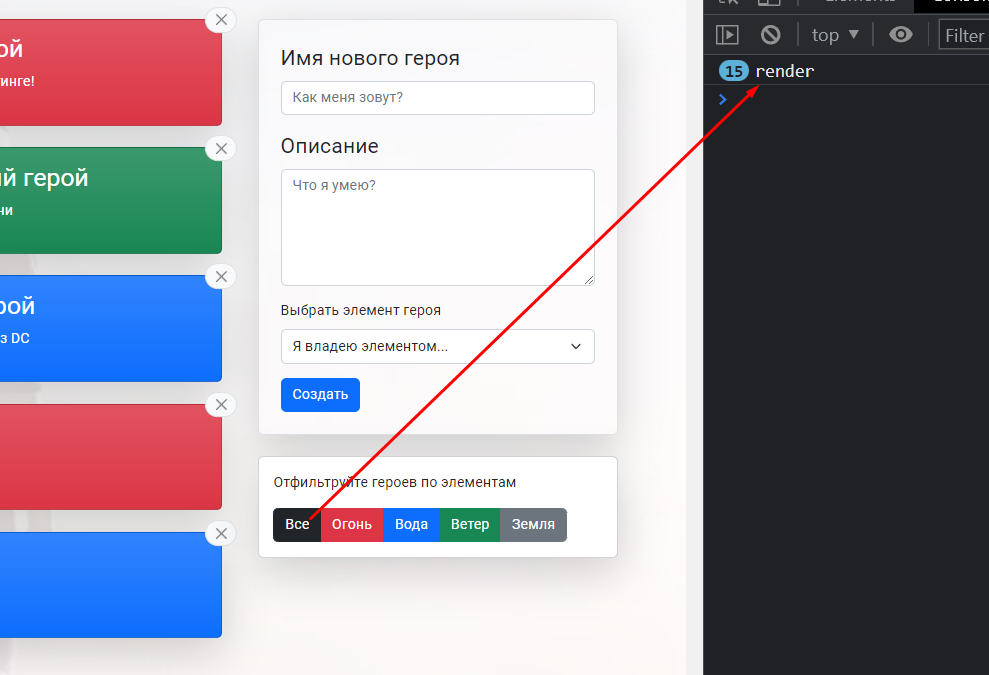 ой
инге!
й герой
ни
рой
з DC
Имя нового героя
Как меня зовут?
Описание
Что я умею?
Выбрать элемент героя
Я владею элементом...
Создать
Отфильтруйте героев по элементам
Все Огонь Вода Ветер Земля
top
Filter
15 render